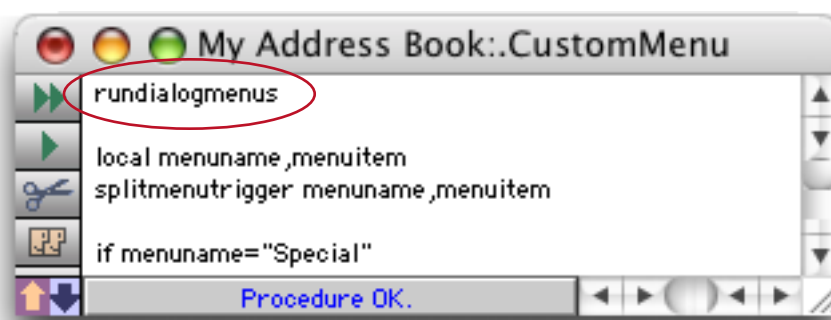 My Address Book:.CustomMenu
rundialogmenus
local menuname,menuitem
splitmenutrigger menuname,menuitem
if menuname="Special"
Procedure OK.